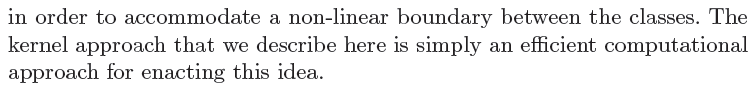 in order to accommodate a non-linear boundary between the classes. The
kernel approach that we describe here is simply an efficient computational
approach for enacting this idea.